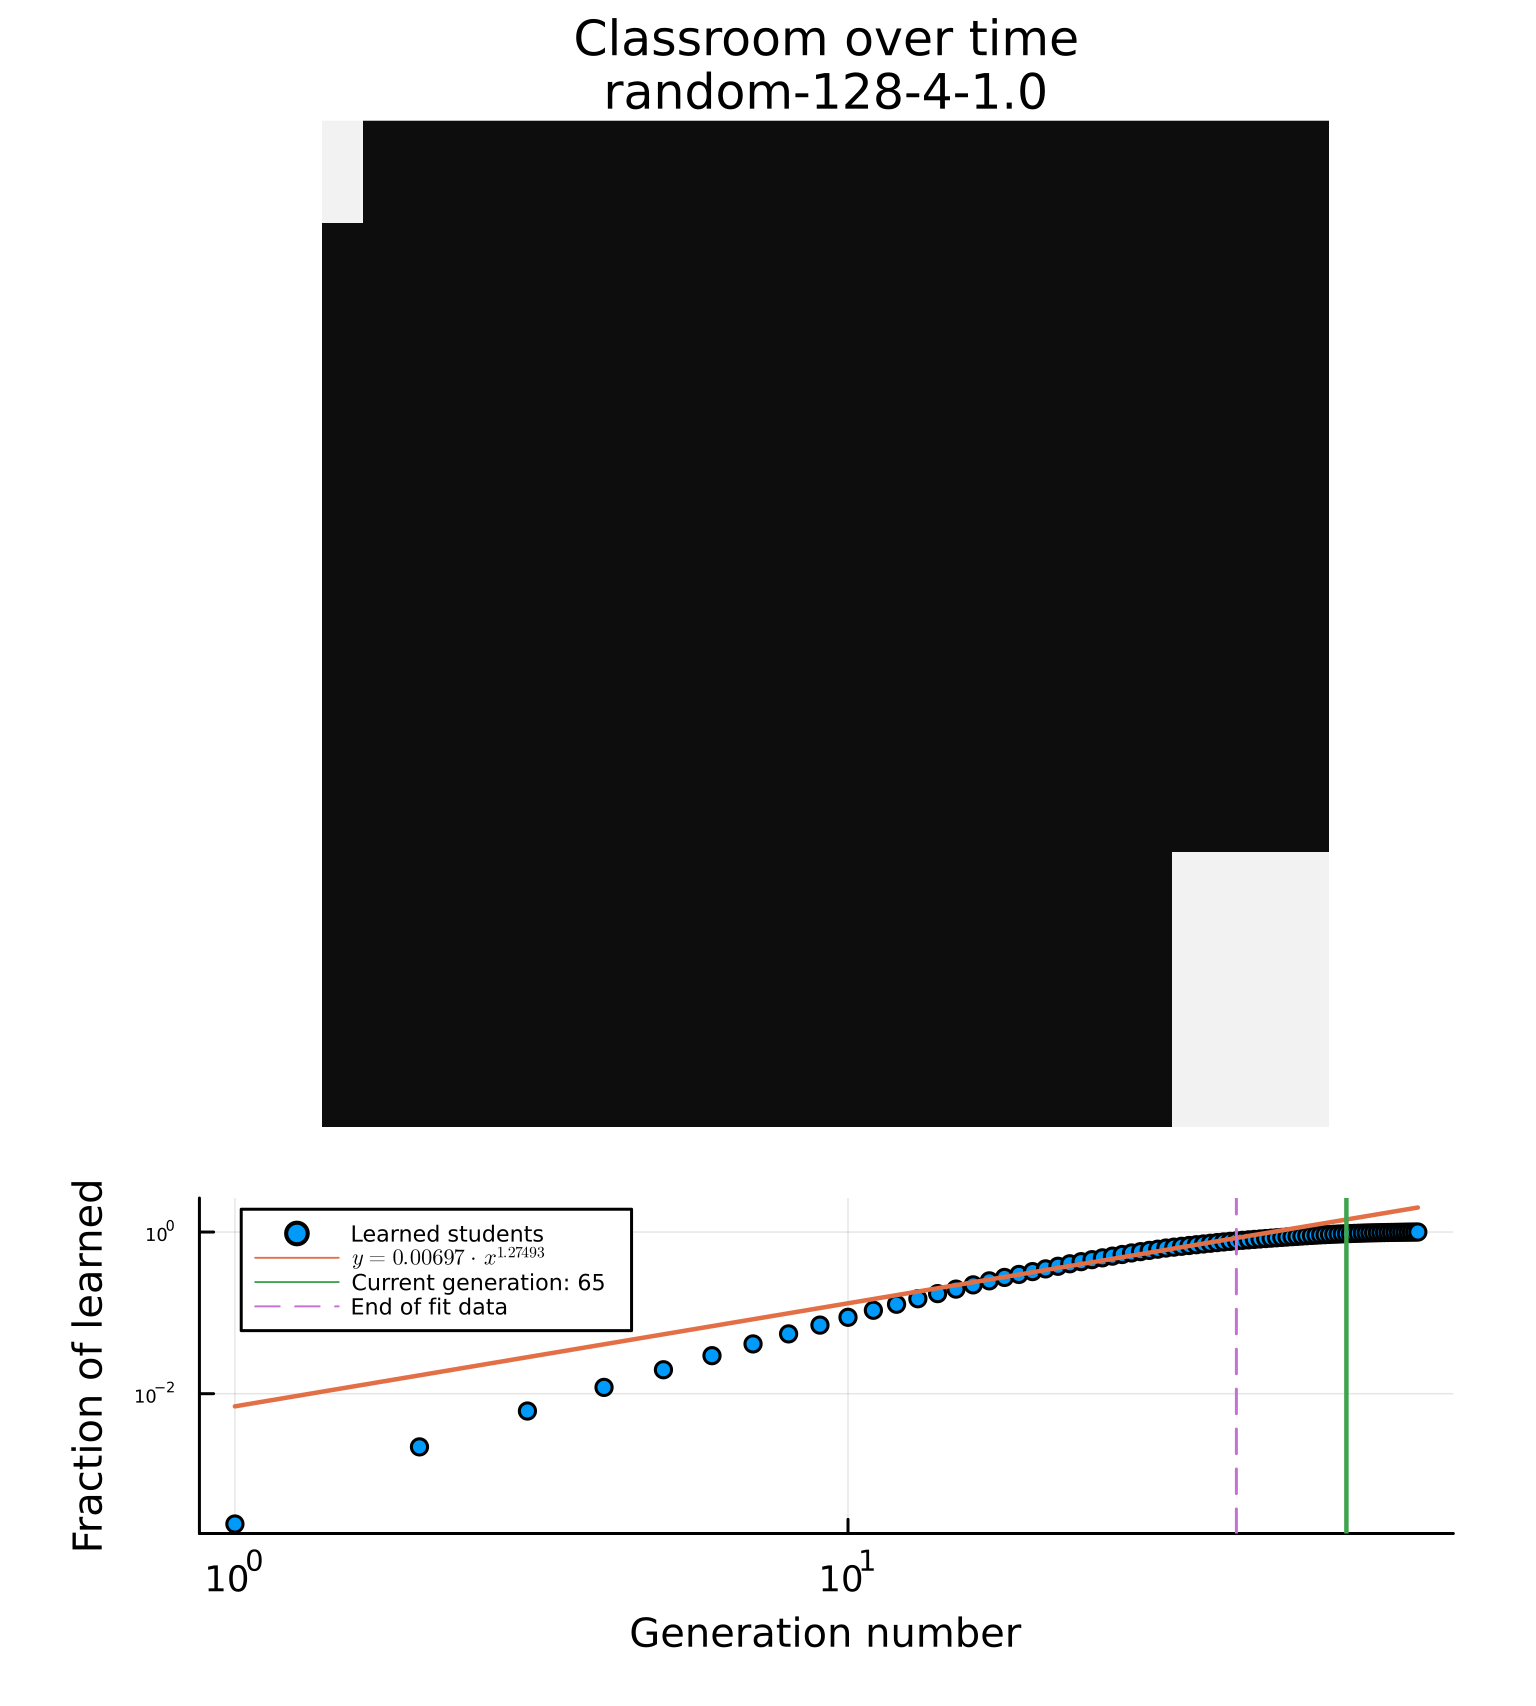 Classroom over time
random-128-4-1.0
Fraction of learned
10^0
10^-2
Learned students
y = 0.00697 · x^1.27493
Current generation: 65
End of fit data
10^0
10^1
Generation number